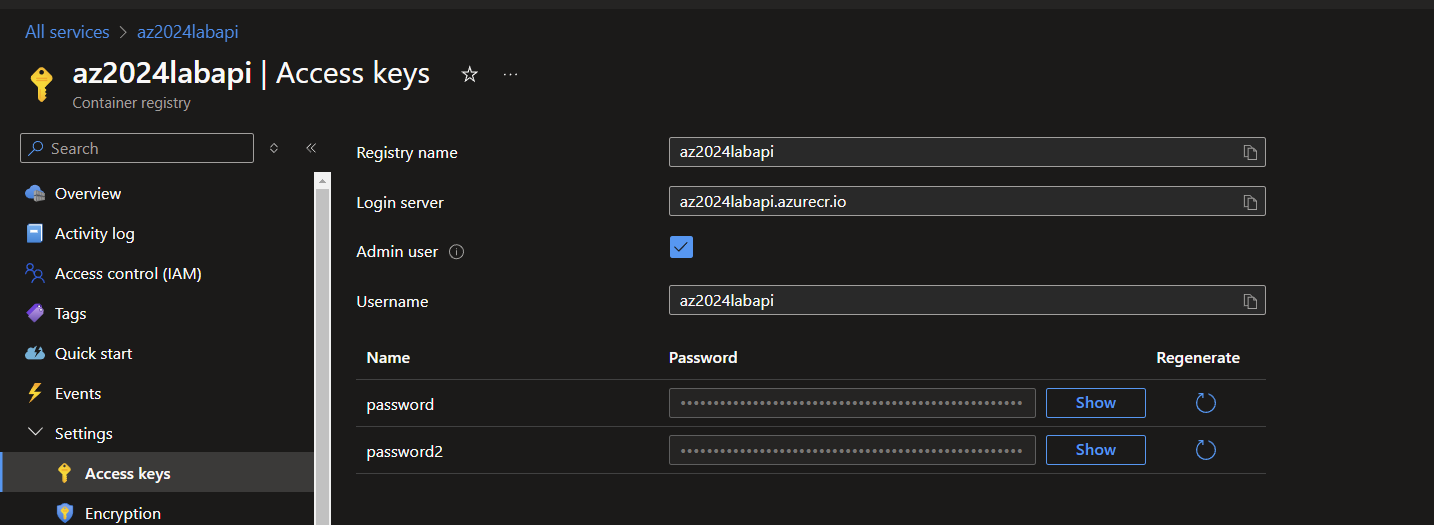 All services > az2024labapi
az2024labapi | Access keys
Container registry
Search
Overview
Activity log
Access control (IAM)
Tags
Quick start
Events
Settings
Access keys
Encryption
Registry name az2024labapi
Login server az2024labapi.azurecr.io
Admin user
Username az2024labapi
Name Password Regenerate
password Show
password2 Show